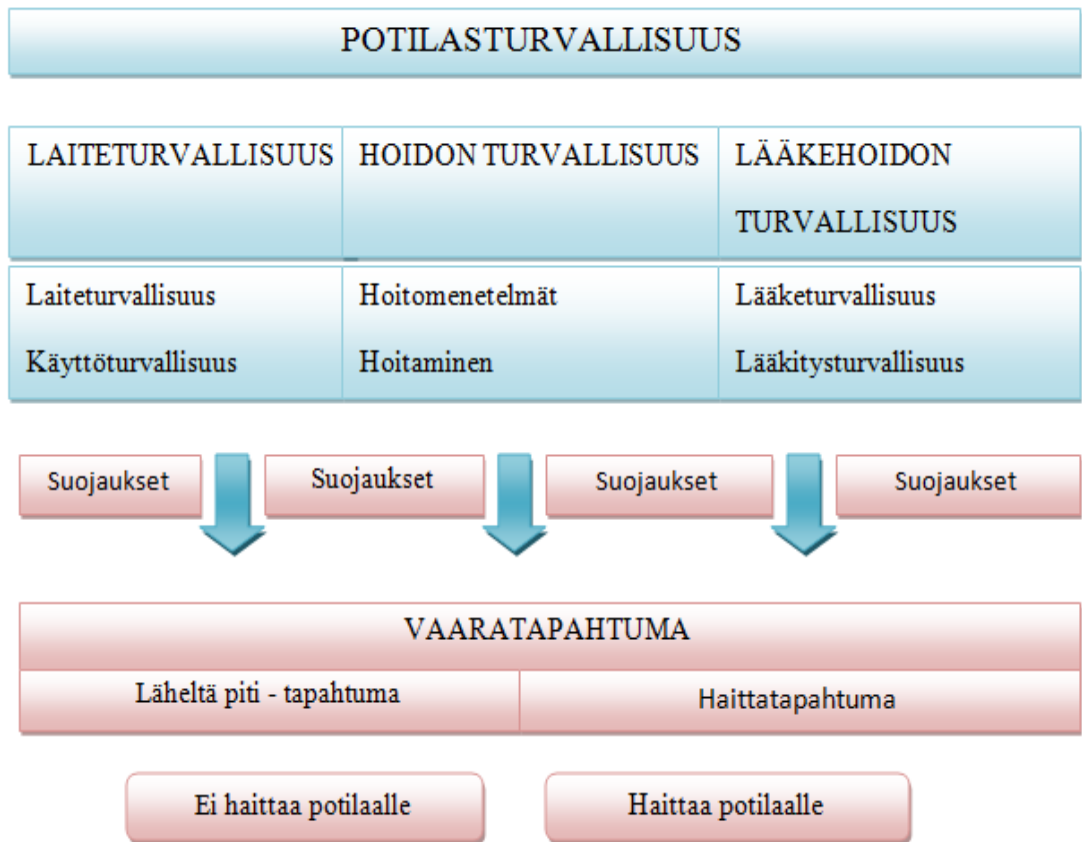 POTILASTURVALLISUUS
LAITETURVALLISUUS
HOIDON TURVALLISUUS
LÄÄKEHOIDON
TURVALLISUUS
Laiteturvallisuus
Käyttöturvallisuus
Hoitomenetelmät
Hoitaminen
Lääketurvallisuus
Lääkitysturvallisuus
Suojaukset
Suojaukset
Suojaukset
Suojaukset
VAARATAPAHTUMA
Läheltä piti - tapahtuma
Haittatapahtuma
Ei haittaa potilaalle
Haittaa potilaalle